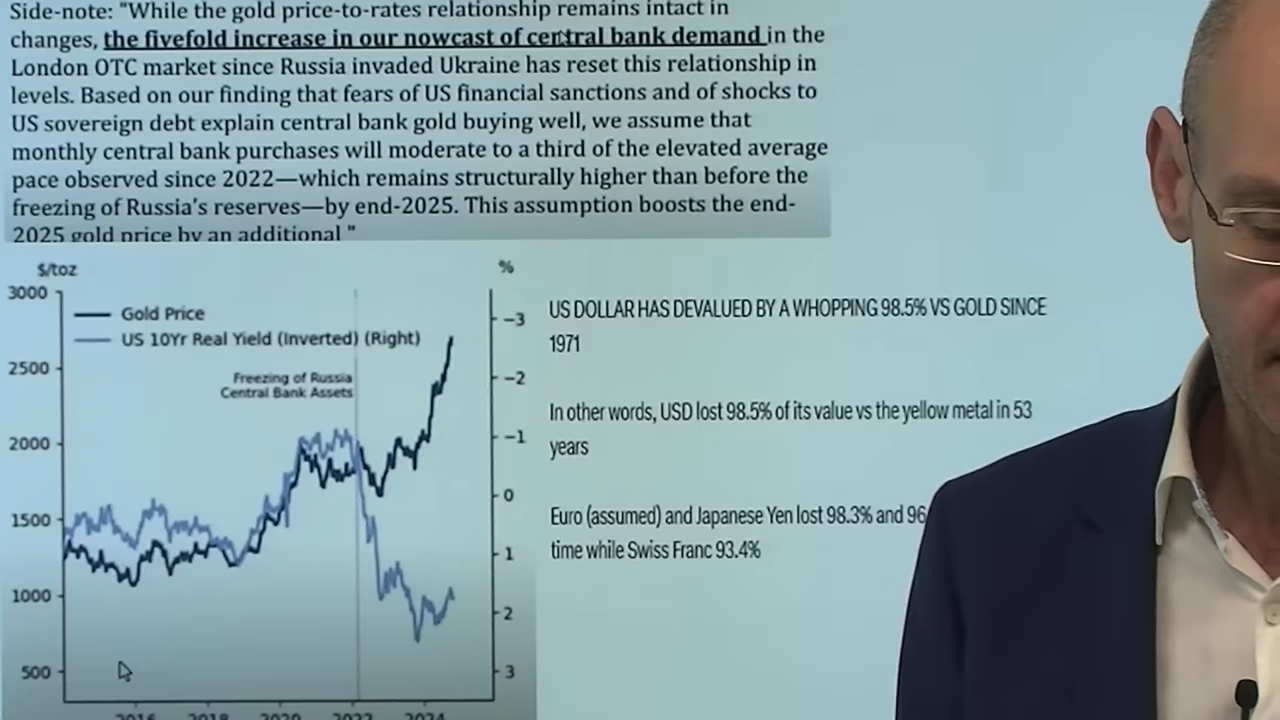 Side-note: "While the gold price-to-rates relationship remains intact in
changes, the fivefold increase in our nowcast of central bank demand in the
London OTC market since Russia invaded Ukraine has reset this relationship in
levels. Based on our finding that fears of US financial sanctions and of shocks to
US sovereign debt explain central bank gold buying well, we assume that
monthly central bank purchases will moderate to a third of the elevated average
pace observed since 2022—which remains structurally higher than before the
freezing of Russia's reserves—by end-2025. This assumption boosts the end-
2025 gold price by an additional "
$/toz
%
3000
2500
2000
1500
1000
500
Gold Price
US 10Yr Real Yield (Inverted) (Right)
Freezing of Russia
Central Bank Assets
-3
-2
-1
0
1
2
3
2016 2018 2020 2022 2024
US DOLLAR HAS DEVALUED BY A WHOPPING 98.5% VS GOLD SINCE
1971
In other words, USD lost 98.5% of its value vs the yellow metal in 53
years
Euro (assumed) and Japanese Yen lost 98.3% and 96
time while Swiss Franc 93.4%